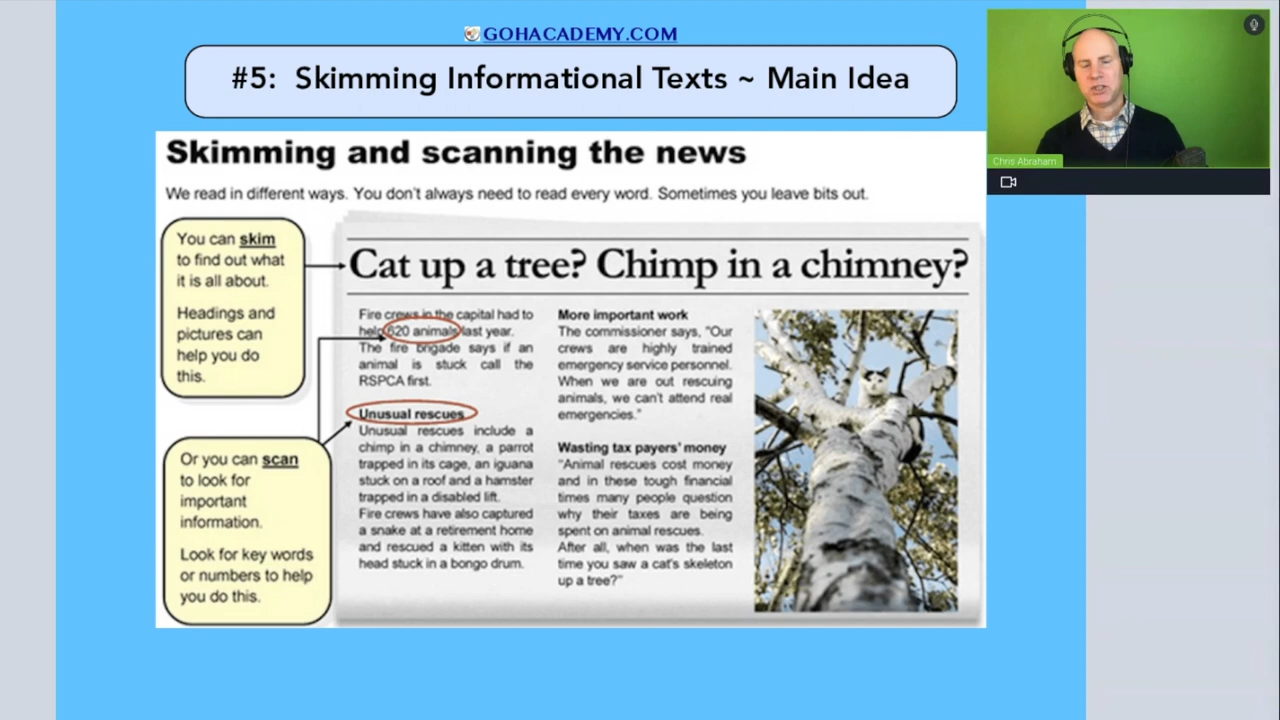 GOHACADEMY.COM
#5: Skimming Informational Texts ~ Main Idea
Chris Abraham
Skimming and scanning the news
We read in different ways. You don't always need to read every word. Sometimes you leave bits out.
You can skim
to find out what
it is all about.
Headings and
pictures can
help you do
this.
Or you can scan
to look for
important
information.
Look for key words
or numbers to help
you do this.
Cat up a tree? Chimp in a chimney?
Fire crews in the capital had to
help 620 animals last year.
The fire brigade says if an
animal is stuck call the
RSPCA first.
Unusual rescues
Unusual rescues include a
chimp in a chimney, a parrot
trapped in its cage, an iguana
stuck on a roof and a hamster
trapped in a disabled lift.
Fire crews have also captured
a snake at a retirement home
and rescued a kitten with its
head stuck in a bongo drum.
More important work
The commissioner says, "Our
crews are highly trained
emergency service personnel.
When we are out rescuing
animals, we can't attend real
emergencies."
Wasting tax payers' money
"Animal rescues cost money
and in these tough financial
times many people question
why their taxes are being
spent on animal rescues.
After all, when was the last
time you saw a cat's skeleton
up a tree?"